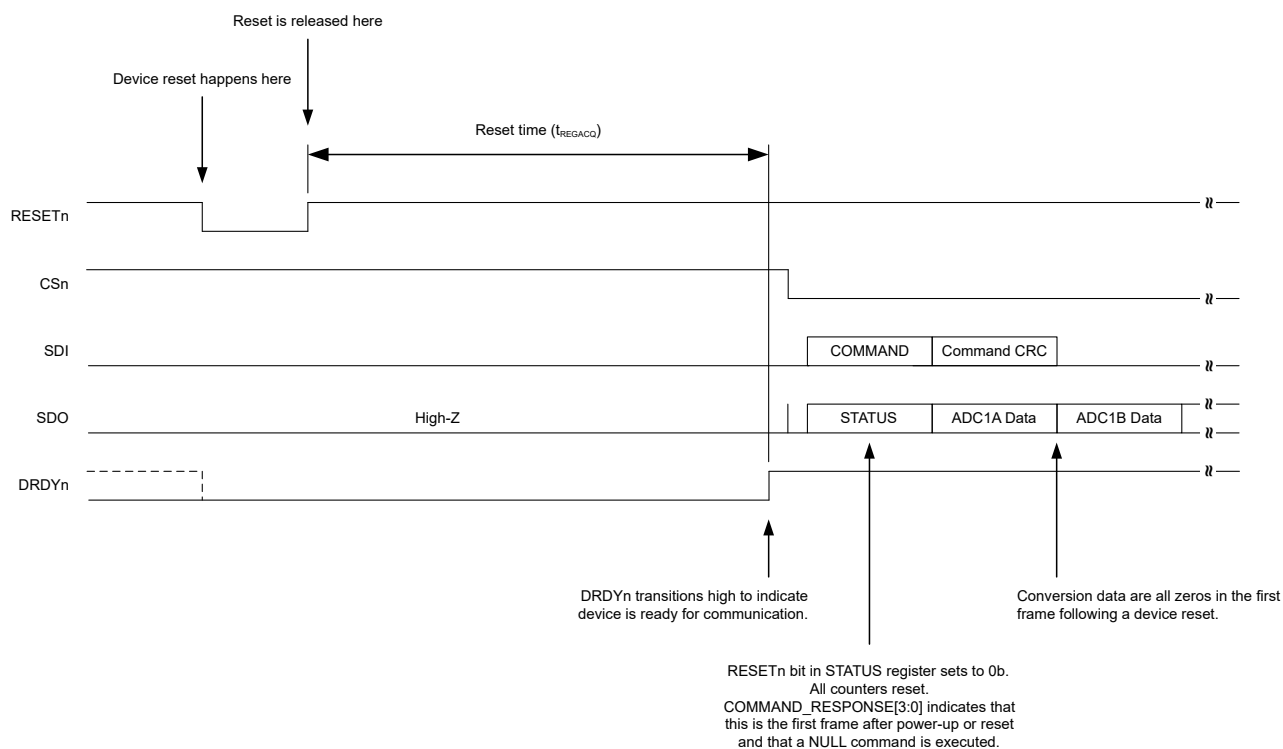 Reset is released here
Device reset happens here
Reset time (tREGACQ)
RESETn
CSn
SDI
COMMAND
Command CRC
SDO
High-Z
STATUS
ADC1A Data
ADC1B Data
DRDYn
DRDYn transitions high to indicate
device is ready for communication.
Conversion data are all zeros in the first
frame following a device reset.
RESETn bit in STATUS register sets to 0b.
All counters reset.
COMMAND_RESPONSE[3:0] indicates that
this is the first frame after power-up or reset
and that a NULL command is executed.